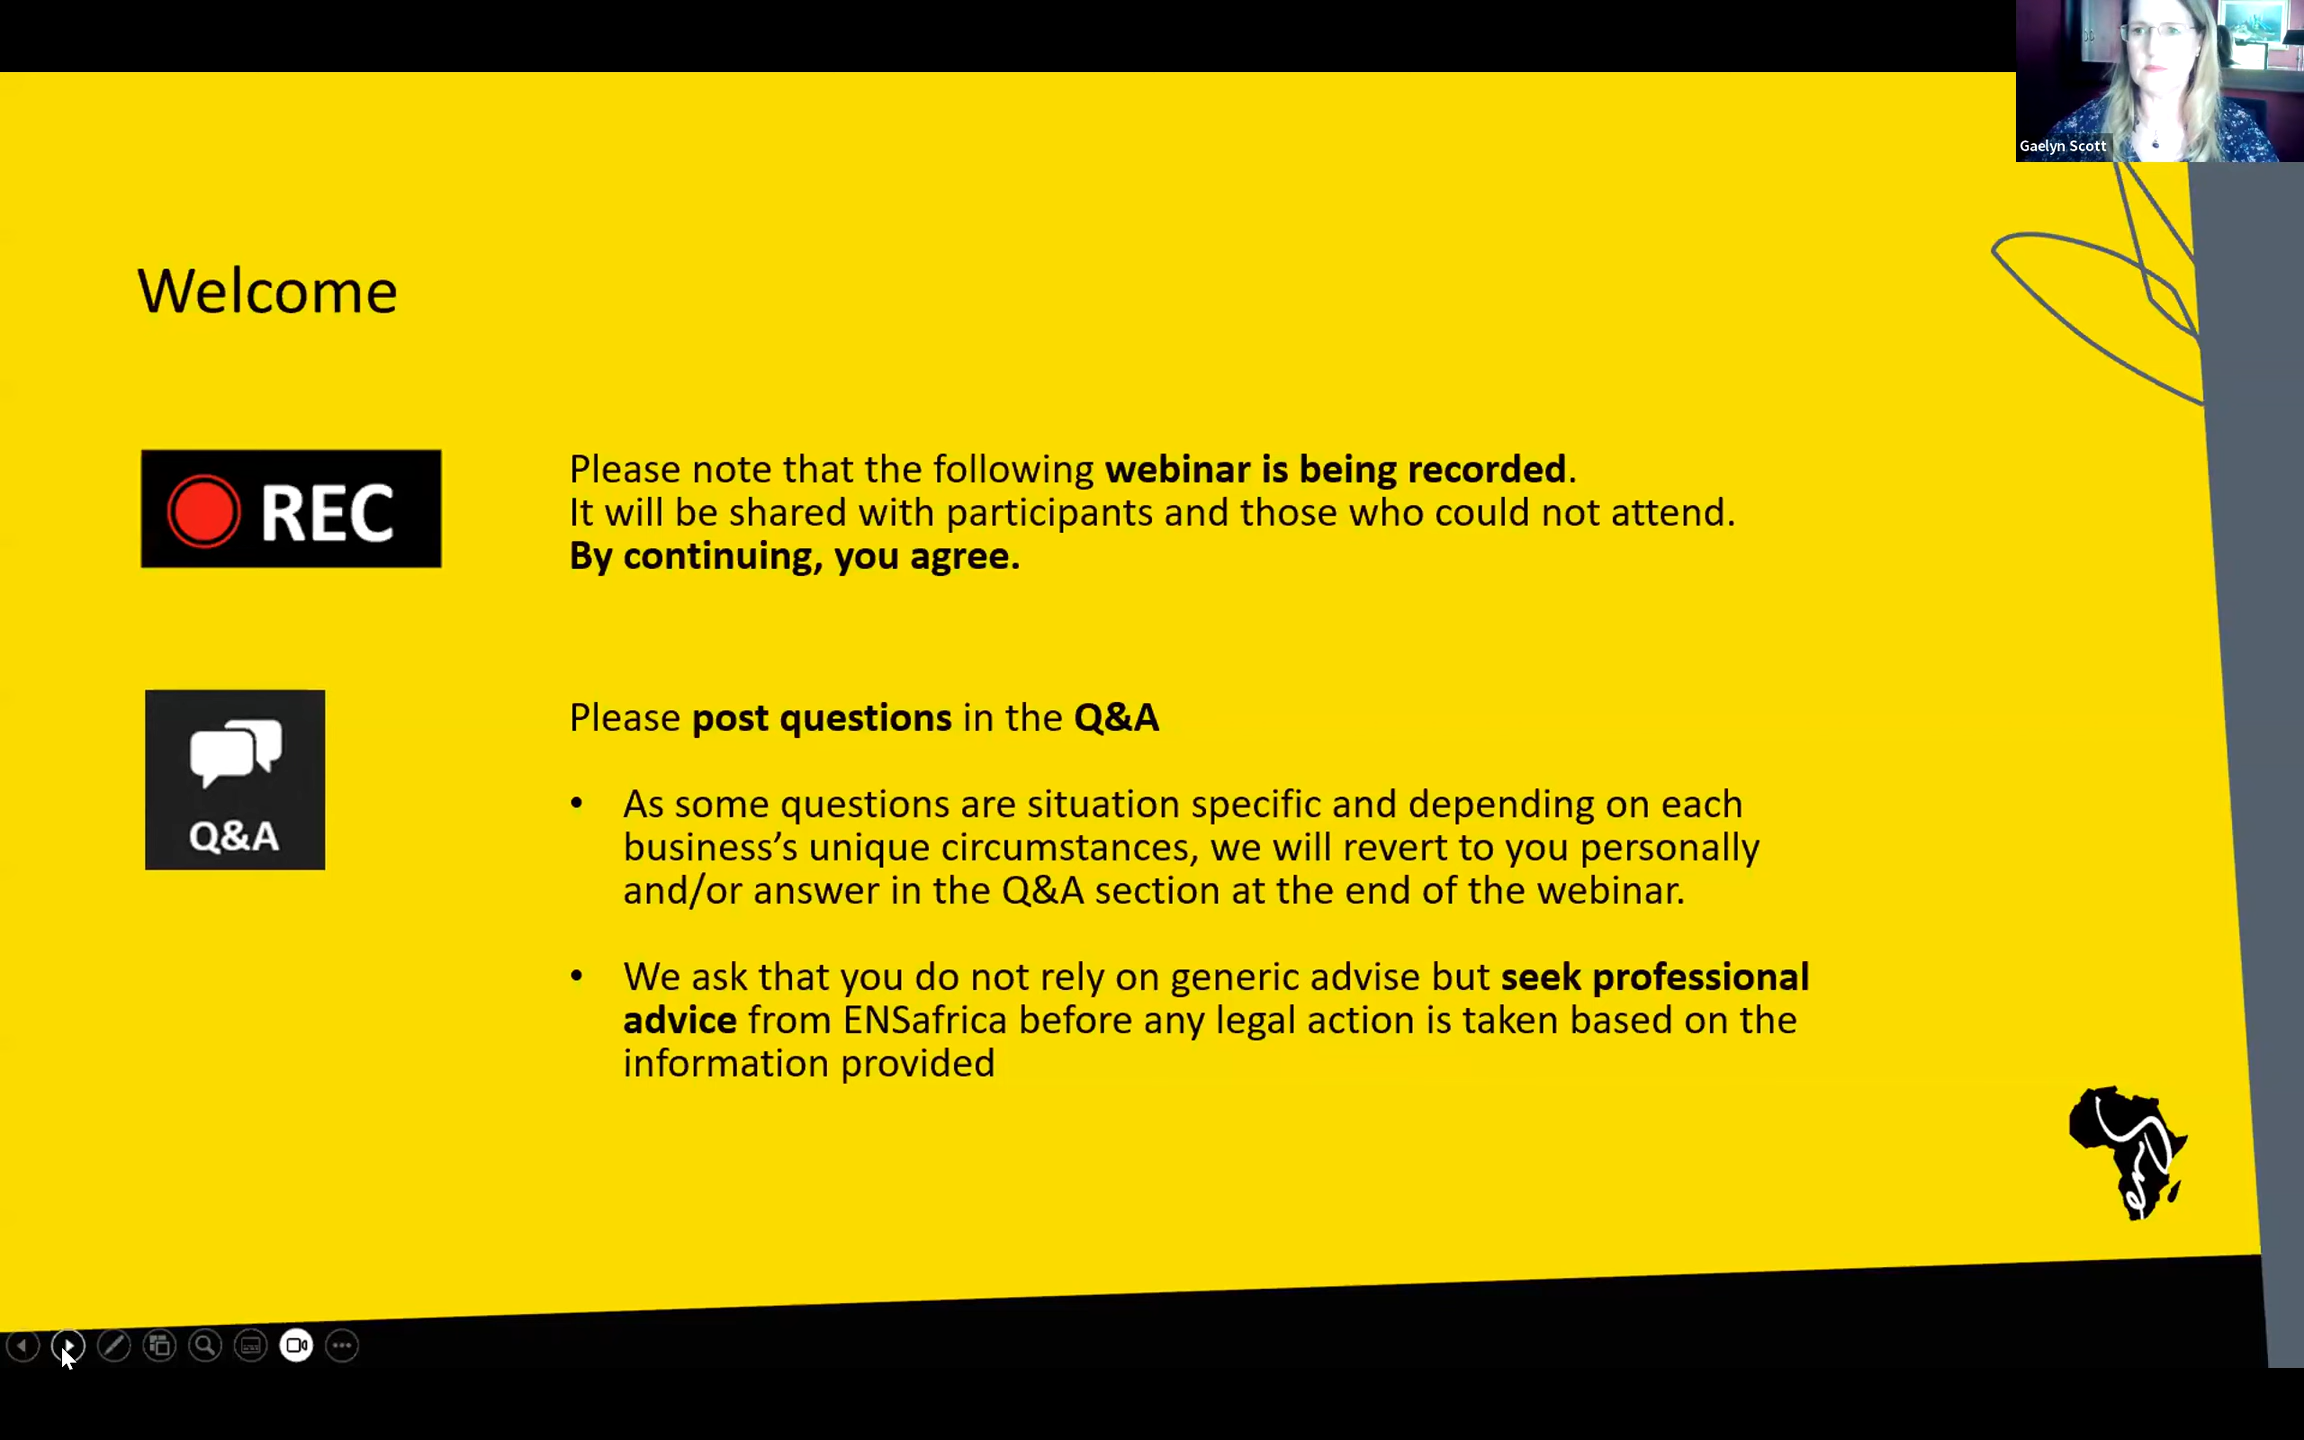 Gaelyn Scott
Welcome
REC
Please note that the following webinar is being recorded.
It will be shared with participants and those who could not attend.
By continuing, you agree.
Q&A
Please post questions in the Q&A
• As some questions are situation specific and depending on each
business’s unique circumstances, we will revert to you personally
and/or answer in the Q&A section at the end of the webinar.
• We ask that you do not rely on generic advise but seek professional
advice from ENSafrica before any legal action is taken based on the
information provided
ens